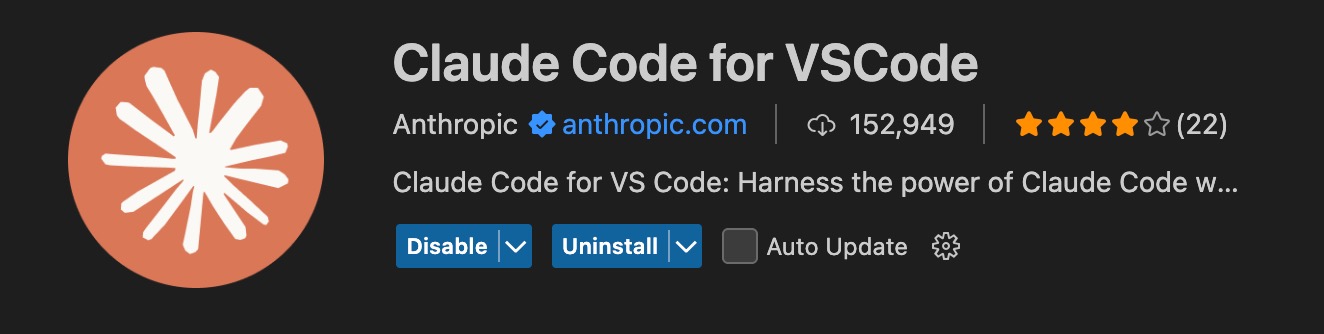 Claude Code for VSCode
Anthropic anthropic.com 152,949 (22)
Claude Code for VS Code: Harness the power of Claude Code w...
Disable Uninstall Auto Update